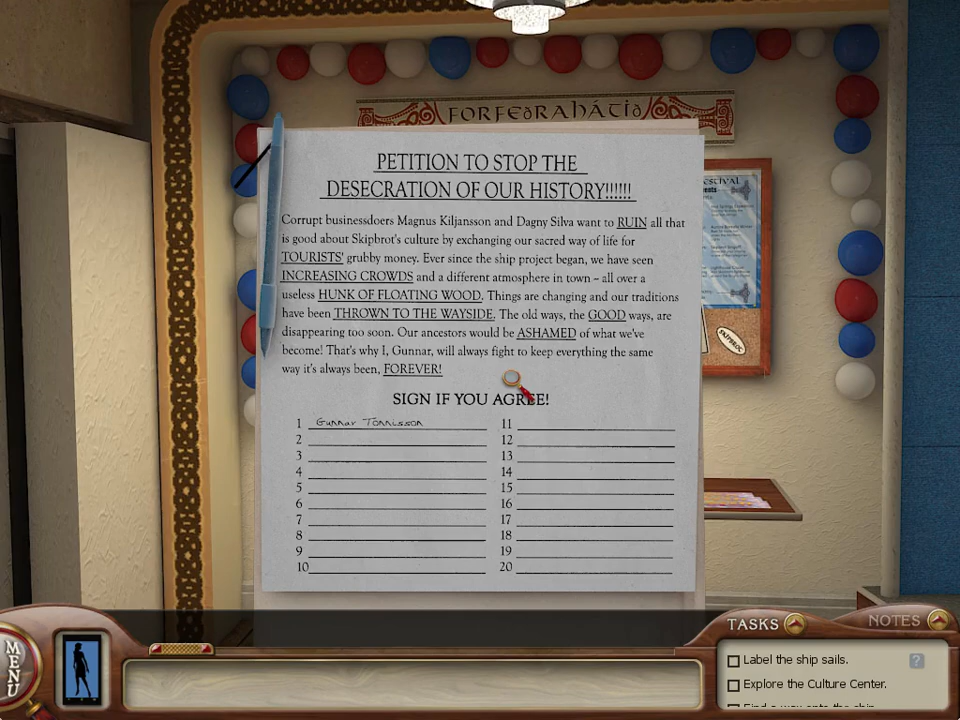 FORFEÐRAHÁTÍÐ
PETITION TO STOP THE
DESECRATION OF OUR HISTORY!!!!!!
Corrupt businessdoers Magnus Kiljansson and Dagny Silva want to RUIN all that
is good about Skipbrot's culture by exchanging our sacred way of life for
TOURISTS' grubby money. Ever since the ship project began, we have seen
INCREASING CROWDS and a different atmosphere in town – all over a
useless HUNK OF FLOATING WOOD. Things are changing and our traditions
have been THROWN TO THE WAYSIDE. The old ways, the GOOD ways, are
disappearing too soon. Our ancestors would be ASHAMED of what we've
become! That's why I, Gunnar, will always fight to keep everything the same
way it's always been, FOREVER!
SIGN IF YOU AGREE!
1 Gunnar Tonnisson
2
3
4
5
6
7
8
9
10
11
12
13
14
15
16
17
18
19
20
MENU
TASKS
NOTES
Label the ship sails.
?
Explore the Culture Center.
Find a way onto the ship